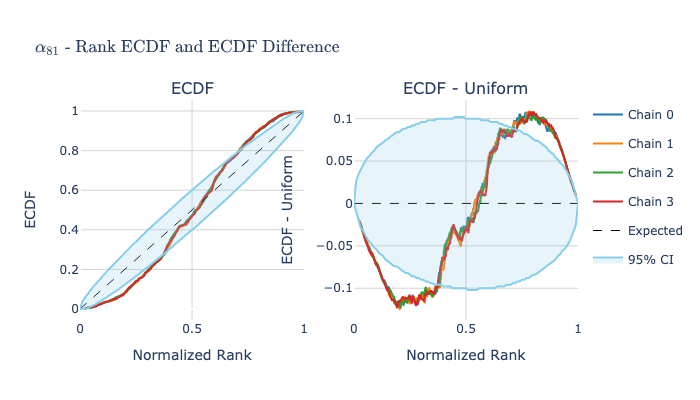 α₈₁ - Rank ECDF and ECDF Difference
ECDF
ECDF
1
0.8
0.6
0.4
0.2
0
0
0.5
1
Normalized Rank
ECDF - Uniform
ECDF - Uniform
0.1
0.05
0
−0.05
−0.1
0
0.5
1
Normalized Rank
Chain 0
Chain 1
Chain 2
Chain 3
Expected
95% CI